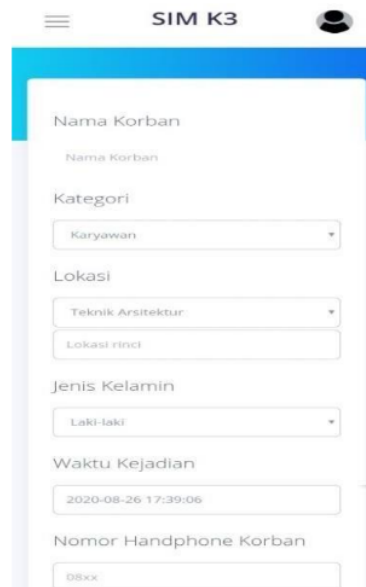 SIM K3
Nama Korban
Nama Korban
Kategori
Karyawan
Lokasi
Teknik Arsitektur
Lokasi rinci
Jenis Kelamin
Laki-laki
Waktu Kejadian
2020-08-26 17:39:06
Nomor Handphone Korban
08xx